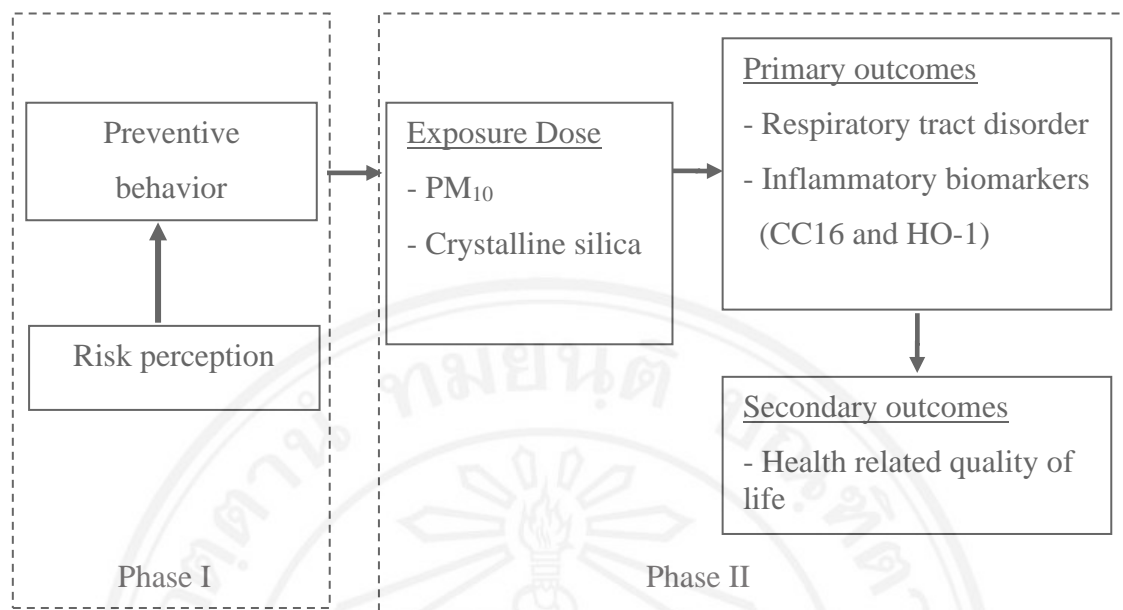 Preventive
behavior
Risk perception
Phase I
Exposure Dose
- PM₁₀
- Crystalline silica
Primary outcomes
- Respiratory tract disorder
- Inflammatory biomarkers
(CC16 and HO-1)
Secondary outcomes
- Health related quality of
life
Phase II